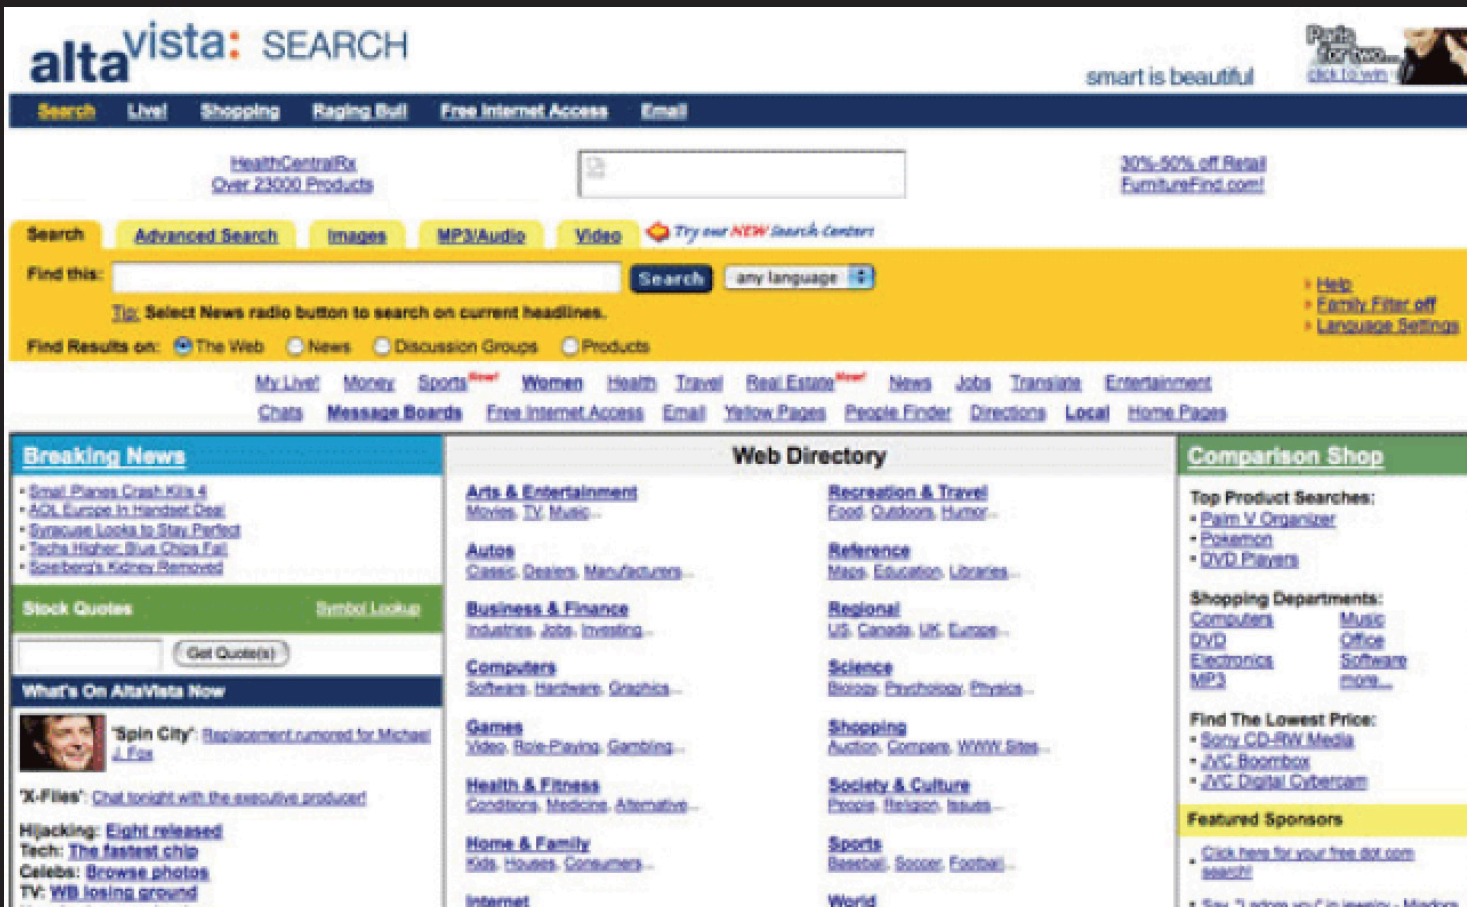 altavista: SEARCH
smart is beautiful
Paris
for two...
click to win
Search Live! Shopping Raging Bull Free Internet Access Email
HealthCentralRx
Over 23000 Products
30%-50% off Retail
FurnitureFind.com!
Search Advanced Search Images MP3/Audio Video Try our NEW Search Centers
Find this: Search any language
Help
Tip: Select News radio button to search on current headlines.
Family Filter off
Language Settings
Find Results on: The Web News Discussion Groups Products
My Live! Money Sports New! Women Health Travel Real Estate New! News Jobs Translate Entertainment
Chats Message Boards Free Internet Access Email Yellow Pages People Finder Directions Local Home Pages
Breaking News
• Small Planes Crash Kills 4
• AOL Europe In Handset Deal
• Syracuse Looks to Stay Perfect
• Techs Higher; Blue Chips Fall
• Spielberg's Kidney Removed
Stock Quotes Symbol Lookup
Get Quote(s)
What's On AltaVista Now
'Spin City': Replacement rumored for Michael
J. Fox
'X-Files': Chat tonight with the executive producer!
Hijacking: Eight released
Tech: The fastest chip
Celebs: Browse photos
TV: WB losing ground
Web Directory
Arts & Entertainment
Movies, TV, Music...
Autos
Classic, Dealers, Manufacturers...
Business & Finance
Industries, Jobs, Investing...
Computers
Software, Hardware, Graphics...
Games
Video, Role-Playing, Gambling...
Health & Fitness
Conditions, Medicine, Alternative...
Home & Family
Kids, Houses, Consumers...
Internet
Recreation & Travel
Food, Outdoors, Humor...
Reference
Maps, Education, Libraries...
Regional
US, Canada, UK, Europe...
Science
Biology, Psychology, Physics...
Shopping
Auction, Compare, WWW Sites...
Society & Culture
People, Religion, Issues...
Sports
Baseball, Soccer, Football...
World
Comparison Shop
Top Product Searches:
• Palm V Organizer
• Pokemon
• DVD Players
Shopping Departments:
Computers Music
DVD Office
Electronics Software
MP3 more...
Find The Lowest Price:
• Sony CD-RW Media
• JVC Boombox
• JVC Digital Cybercam
Featured Sponsors
• Click here for your free dot com
search!
• Say, "I adore you" in jewelry - Mindora